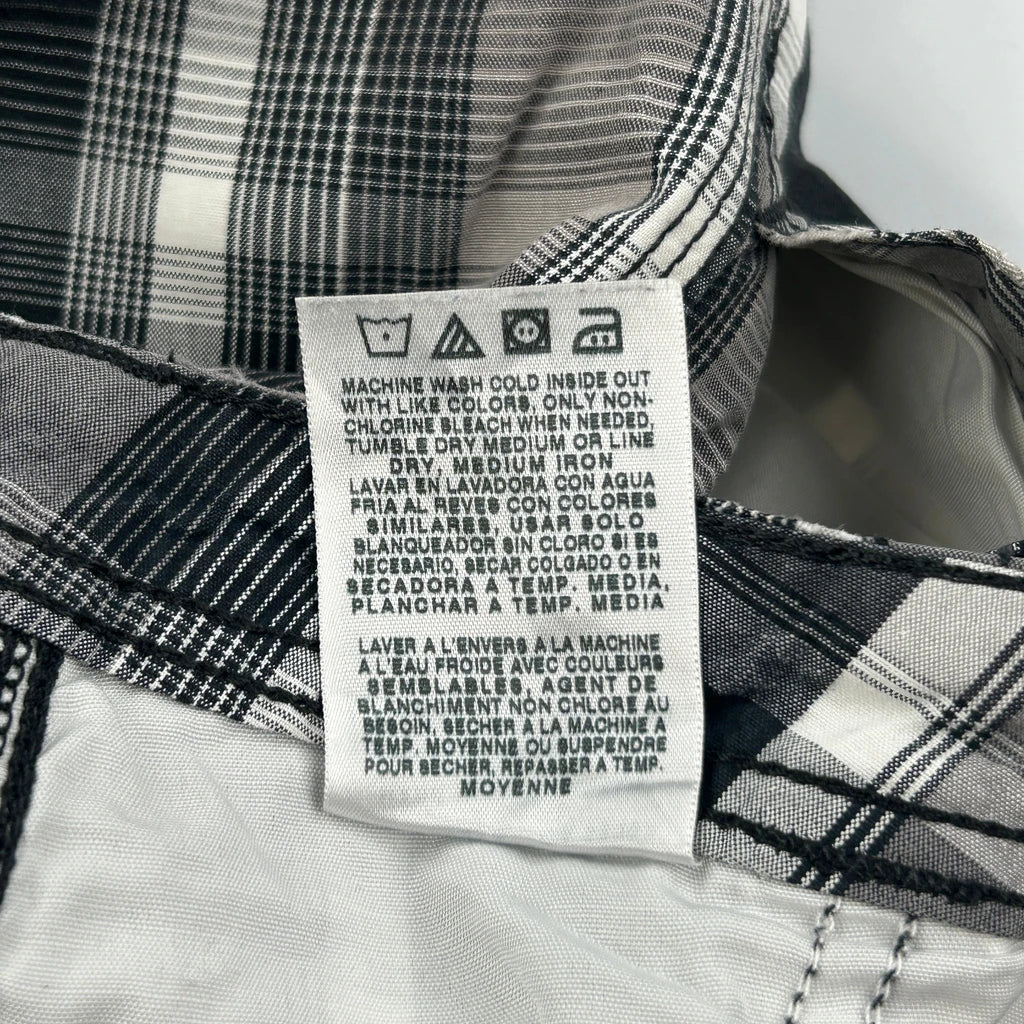 MACHINE WASH COLD INSIDE OUT
WITH LIKE COLORS, ONLY NON-
CHLORINE BLEACH WHEN NEEDED,
TUMBLE DRY MEDIUM OR LINE
DRY, MEDIUM IRON
LAVAR EN LAVADORA CON AGUA
FRIA AL REVES CON COLORES
SIMILARES, USAR SOLO
BLANQUEADOR SIN CLORO SI ES
NECESARIO, SECAR COLGADO O EN
SECADORA A TEMP. MEDIA,
PLANCHAR A TEMP. MEDIA
LAVER A L'ENVERS A LA MACHINE
A L'EAU FROIDE AVEC COULEURS
SEMBLABLES, AGENT DE
BLANCHIMENT NON CHLORE AU
BESOIN, SECHER A LA MACHINE A
TEMP. MOYENNE OU SUSPENDRE
POUR SECHER, REPASSER A TEMP.
MOYENNE